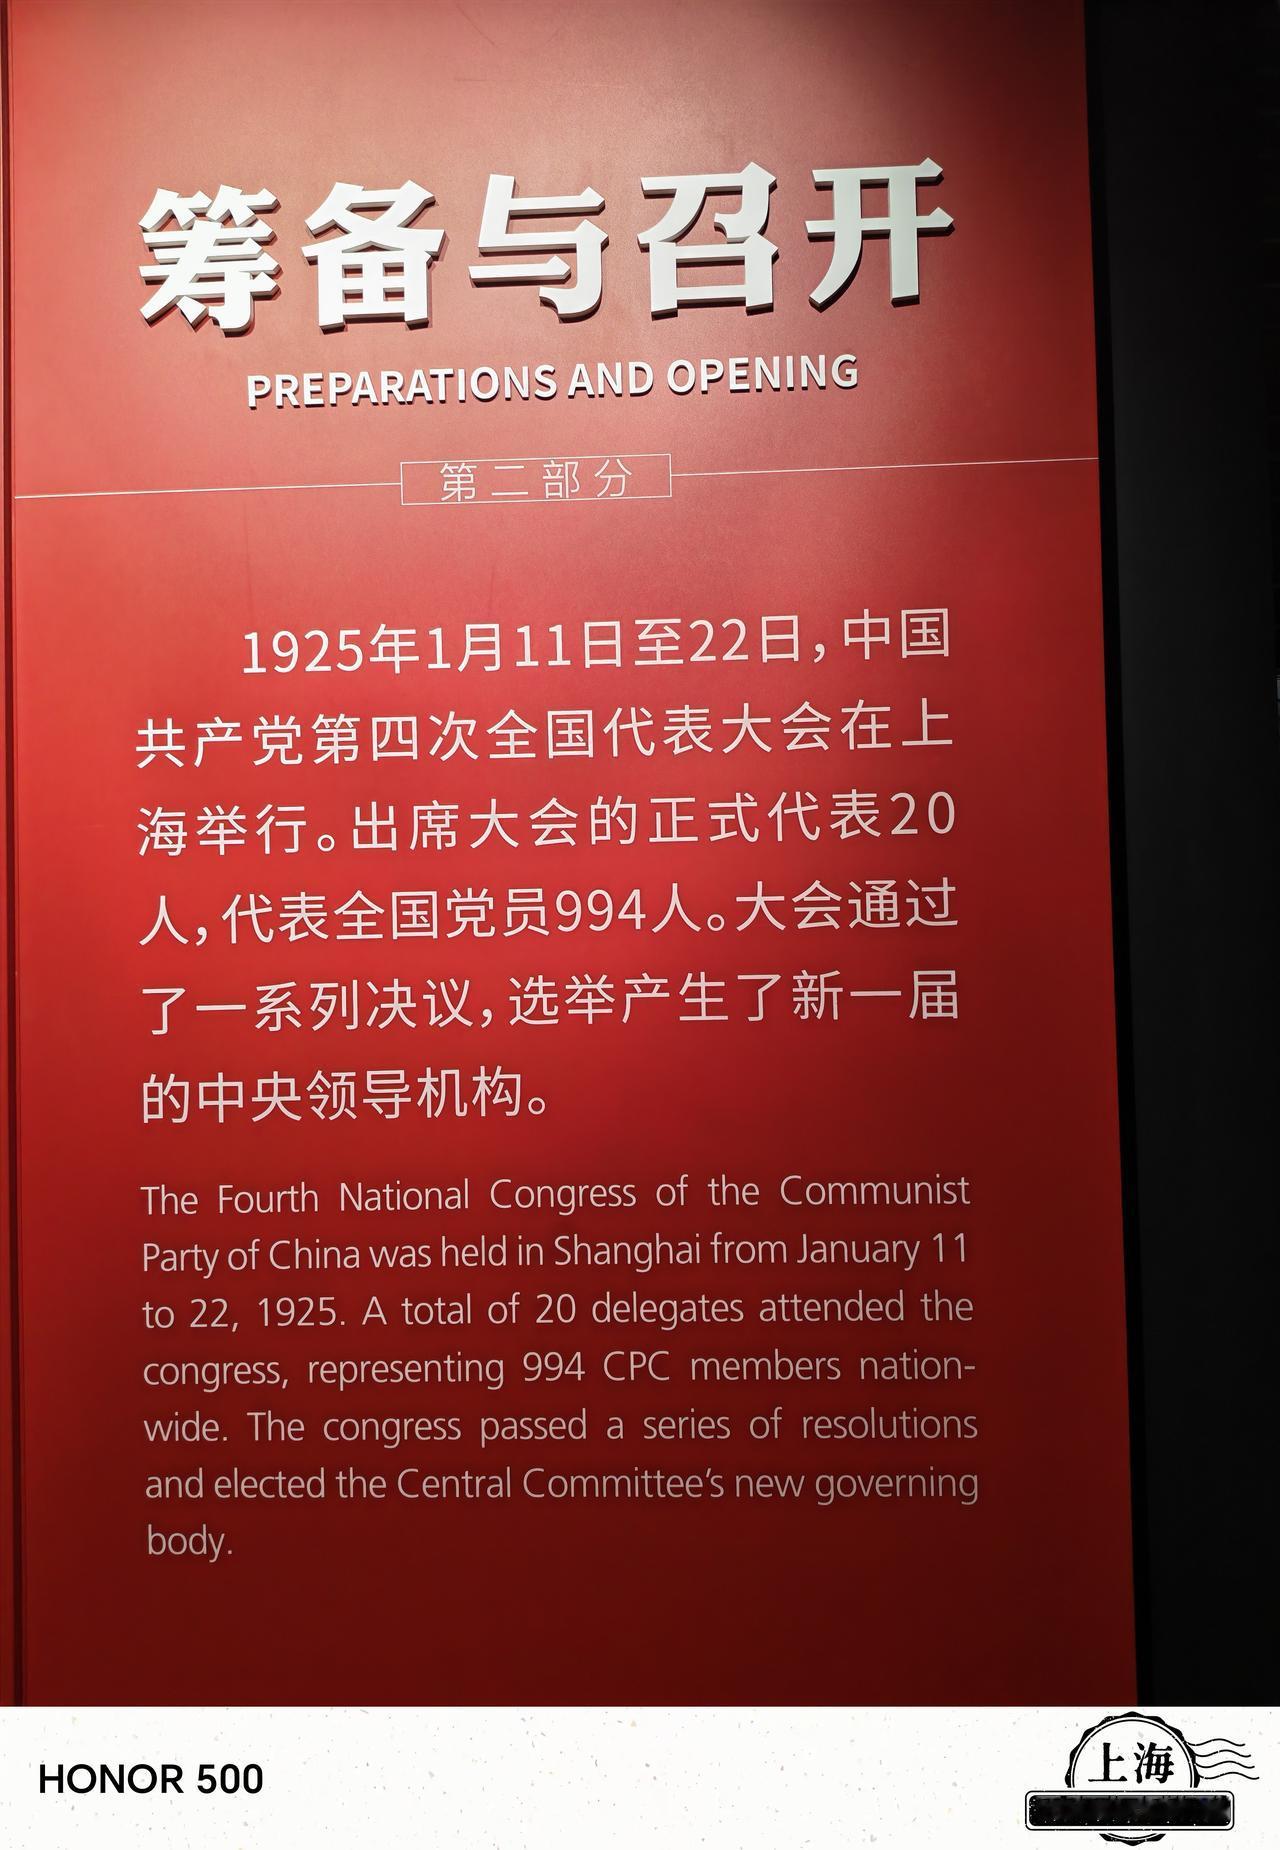 筹备与召开
PREPARATIONS AND OPENING
第二部分
1925年1月11日至22日，中国
共产党第四次全国代表大会在上
海举行。出席大会的正式代表20
人，代表全国党员994人。大会通过
了一系列决议，选举产生了新一届
的中央领导机构。
The Fourth National Congress of the Communist
Party of China was held in Shanghai from January 11
to 22, 1925. A total of 20 delegates attended the
congress, representing 994 CPC members nation-
wide. The congress passed a series of resolutions
and elected the Central Committee’s new governing
body.
HONOR 500
上海